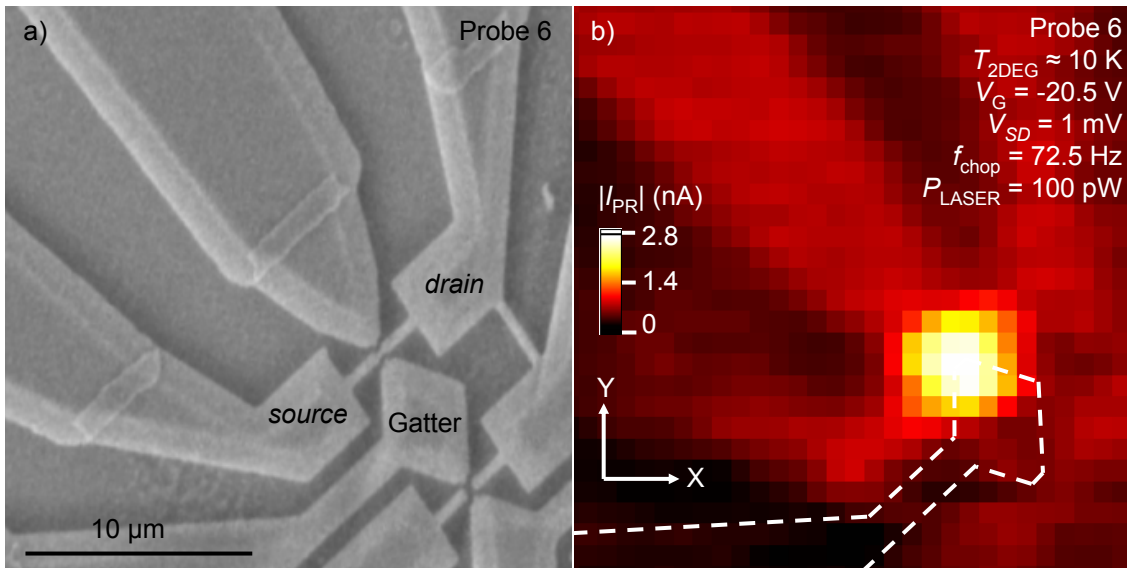 a)
Probe 6
drain
source
Gatter
10 µm
b)
Probe 6
T2DEG ≈ 10 K
VG = -20.5 V
VSD = 1 mV
fchop = 72.5 Hz
PLASER = 100 pW
|IPR| (nA)
2.8
1.4
0
Y
X